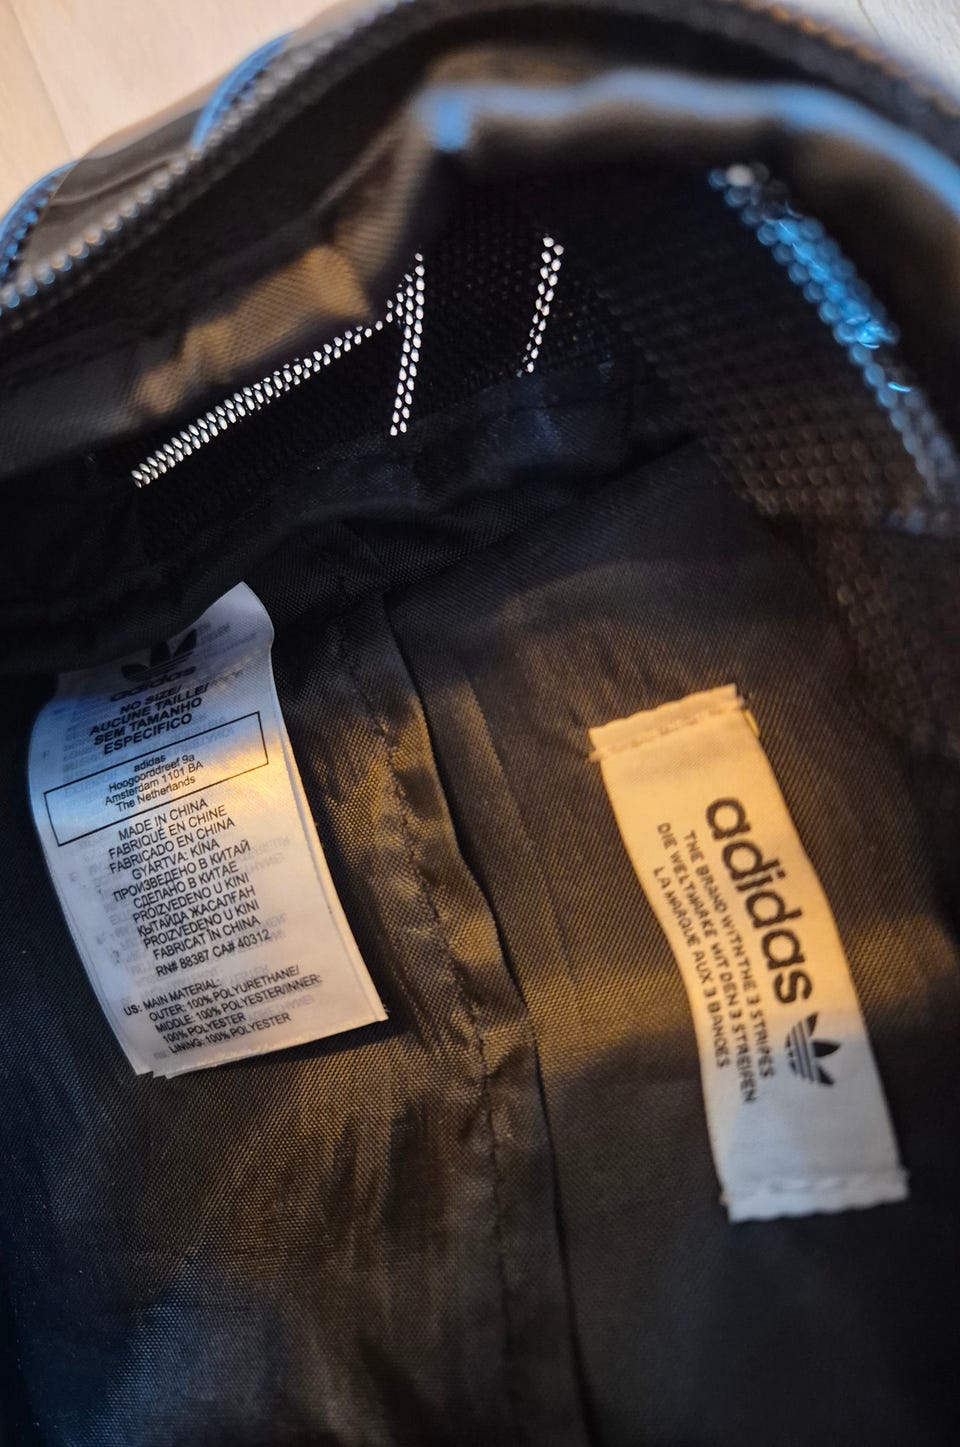 adidas
NO SIZE/
AUCUNE TAILLE/
SEM TAMANHO
ESPECIFICO
adidas
Hoogoorddreef 9a
Amsterdam 1101 BA
The Netherlands
MADE IN CHINA
FABRIQUÉ EN CHINE
FABRICADO EN CHINA
GYÁRTVA: KÍNA
ПРОИЗВЕДЕНО В КИТАЙ
СДЕЛАНО В КИТАЕ
PROIZVEDENO U KINI
ҚЫТАЙДА ЖАСАЛҒАН
PROIZVEDENO U KINI
FABRICAT ÎN CHINA
RN# 88387 CA# 40312
US: MAIN MATERIAL:
OUTER: 100% POLYURETHANE/
MIDDLE: 100% POLYESTER/INNER:
100% POLYESTER
LINING: 100% POLYESTER
adidas
THE BRAND WITH THE 3 STRIPES
DIE WELTMARKE MIT DEN 3 STREIFEN
LA MARQUE AUX 3 BANDES